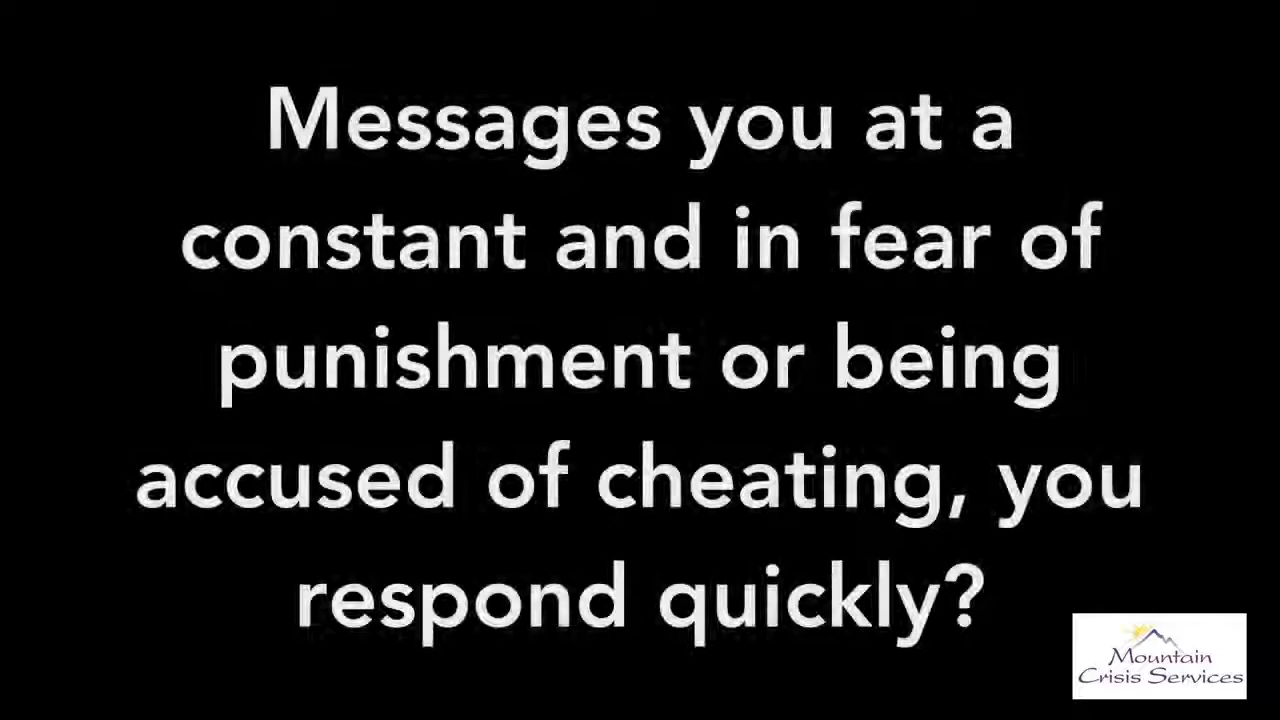 Messages you at a
constant and in fear of
punishment or being
accused of cheating, you
respond quickly?
Mountain
Crisis Services